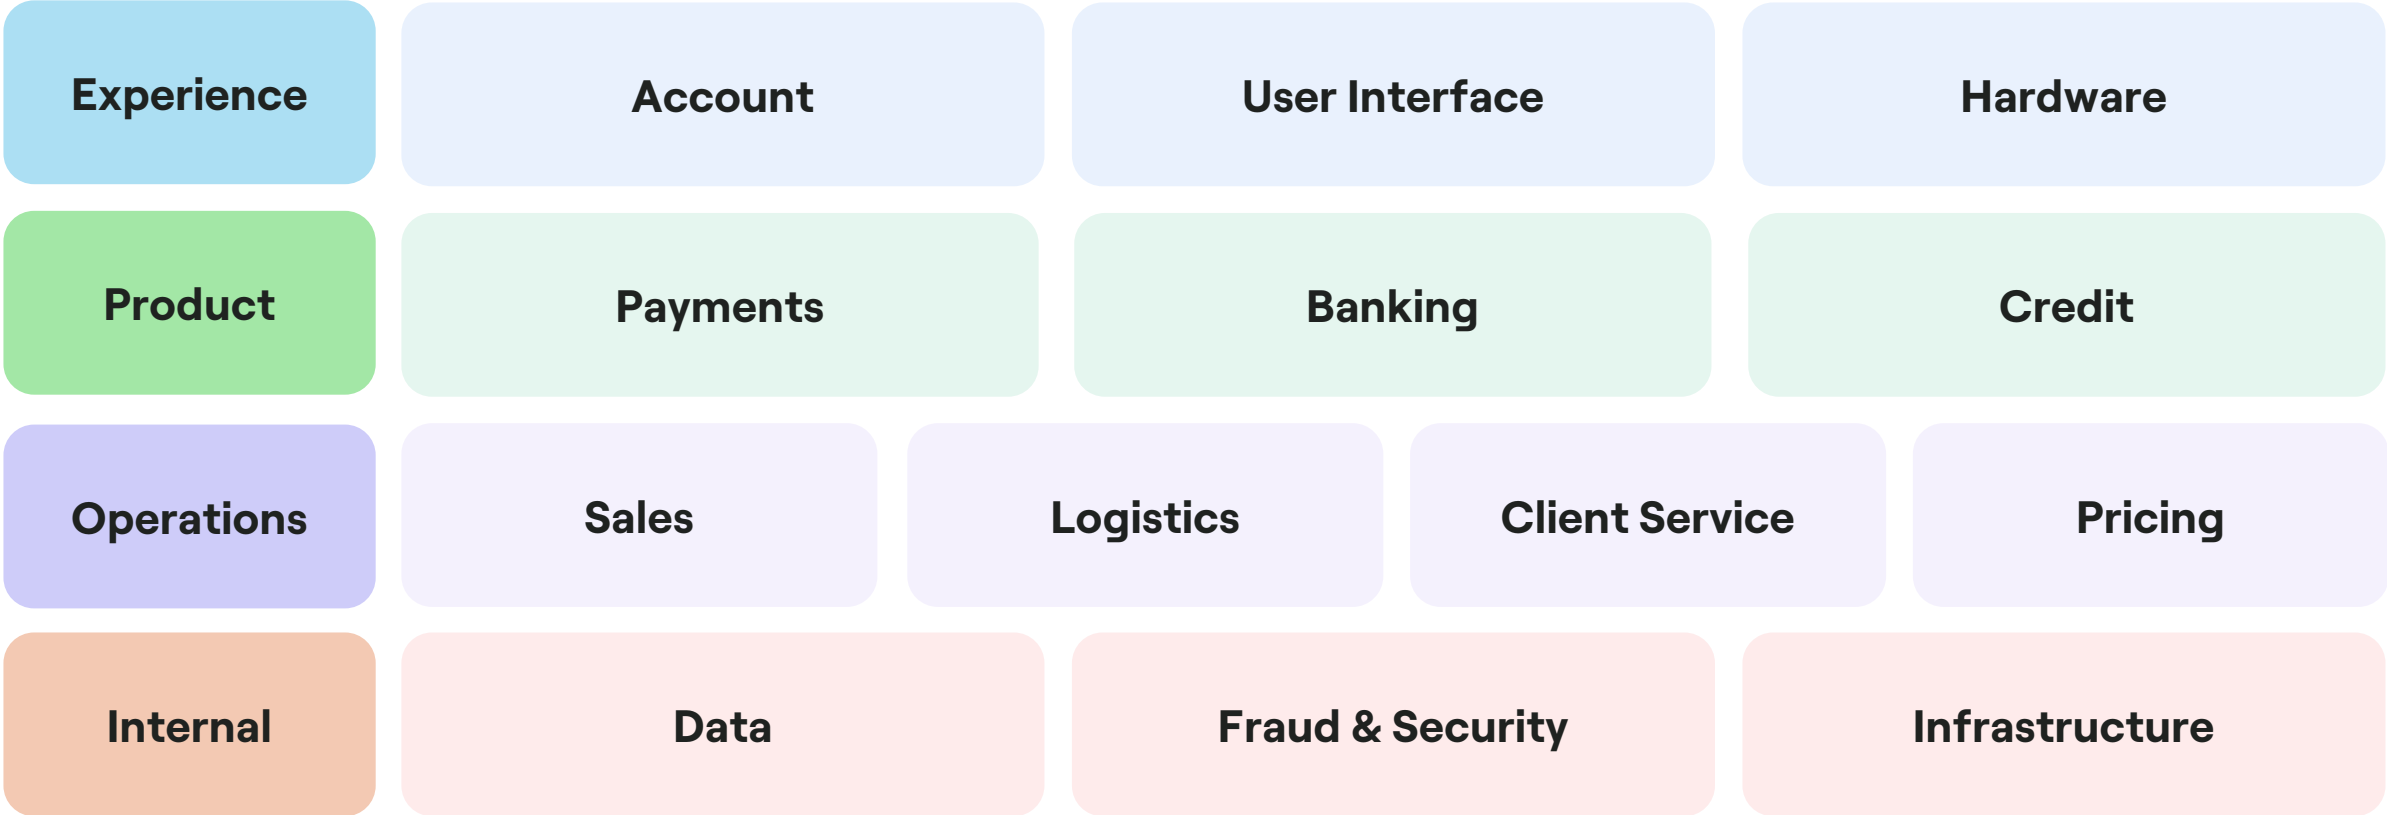 Experience
Account
User Interface
Hardware
Product
Payments
Banking
Credit
Operations
Sales
Logistics
Client Service
Pricing
Internal
Data
Fraud & Security
Infrastructure